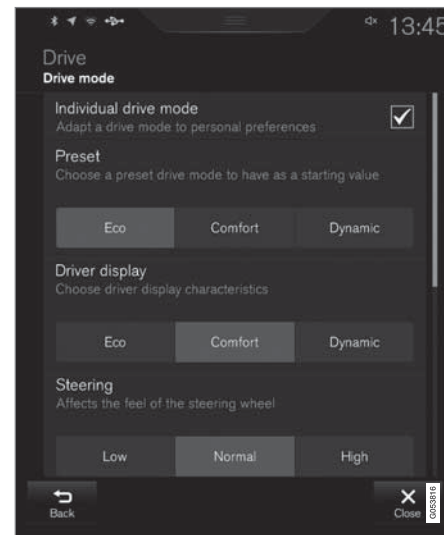 13:45
Drive
Drive mode
Individual drive mode
Adapt a drive mode to personal preferences
Preset
Choose a preset drive mode to have as a starting value
Eco Comfort Dynamic
Driver display
Choose driver display characteristics
Eco Comfort Dynamic
Steering
Affects the feel of the steering wheel
Low Normal High
Back Close
G053816